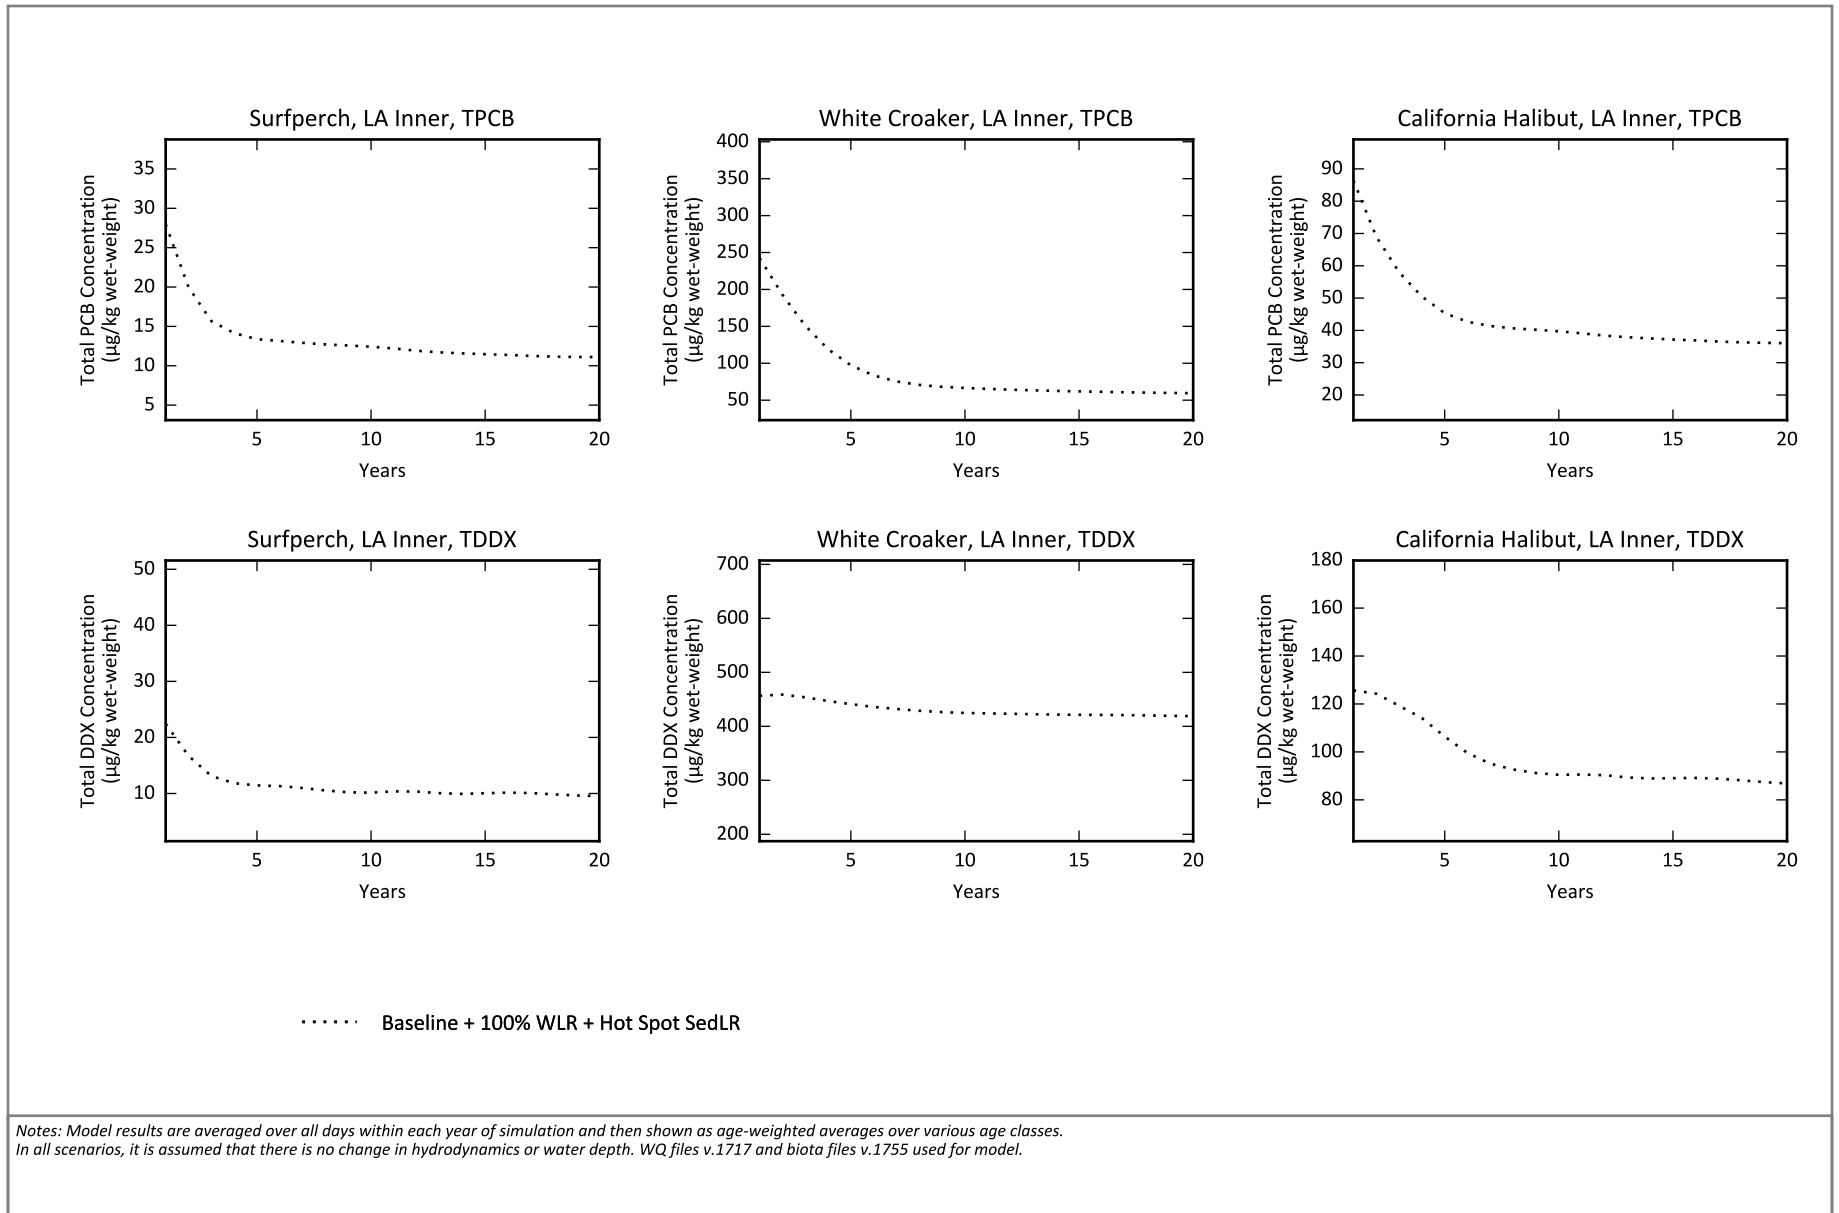 Surfperch, LA Inner, TPCB
Total PCB Concentration
(µg/kg wet-weight)
35
30
25
20
15
10
5
5 10 15 20
Years
White Croaker, LA Inner, TPCB
Total PCB Concentration
(µg/kg wet-weight)
400
350
300
250
200
150
100
50
5 10 15 20
Years
California Halibut, LA Inner, TPCB
Total PCB Concentration
(µg/kg wet-weight)
90
80
70
60
50
40
30
20
5 10 15 20
Years
Surfperch, LA Inner, TDDX
Total DDX Concentration
(µg/kg wet-weight)
50
40
30
20
10
5 10 15 20
Years
White Croaker, LA Inner, TDDX
Total DDX Concentration
(µg/kg wet-weight)
700
600
500
400
300
200
5 10 15 20
Years
California Halibut, LA Inner, TDDX
Total DDX Concentration
(µg/kg wet-weight)
180
160
140
120
100
80
5 10 15 20
Years
Baseline + 100% WLR + Hot Spot SedLR
Notes: Model results are averaged over all days within each year of simulation and then shown as age-weighted averages over various age classes.
In all scenarios, it is assumed that there is no change in hydrodynamics or water depth. WQ files v.1717 and biota files v.1755 used for model.